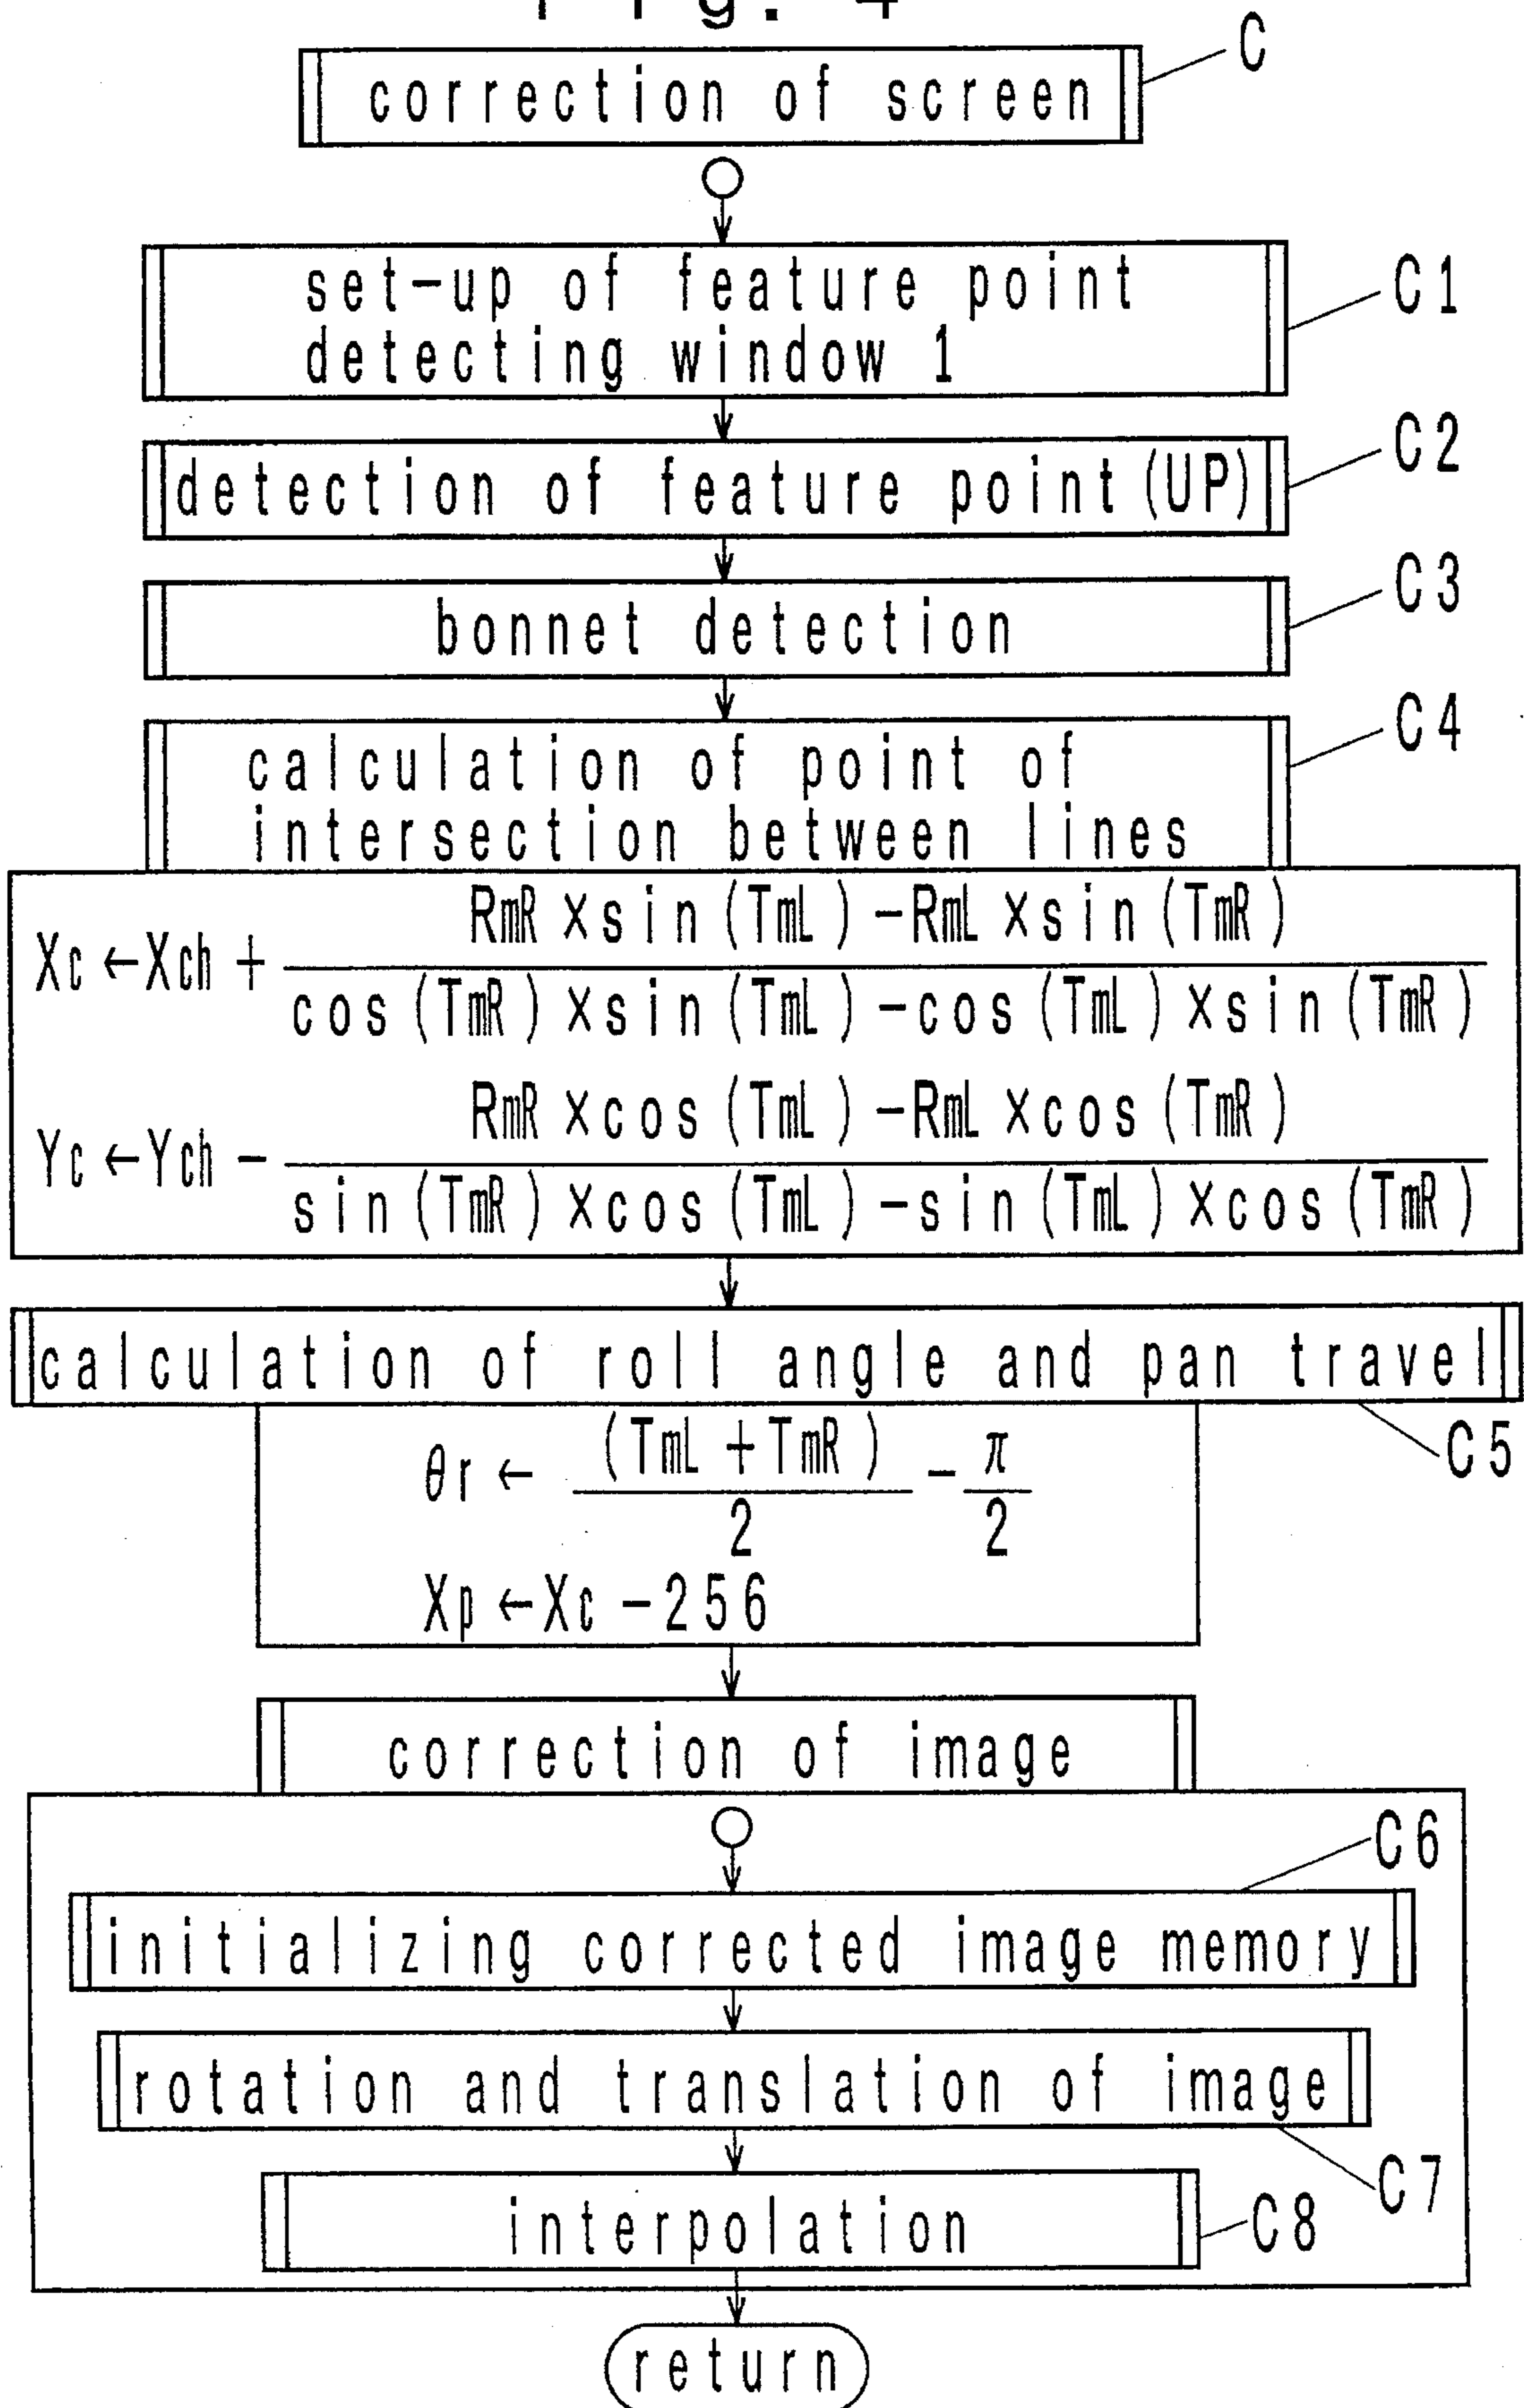 Fig. 4
correction of screen
C
set-up of feature point
detecting window 1
C1
detection of feature point (UP)
C2
bonnet detection
C3
calculation of point of
intersection between lines
C4
RmR ×sin (TmL) -RmL ×sin (TmR)
Xc ←Xch +
cos (TmR) ×sin (TmL) -cos (TmL) ×sin (TmR)
RmR ×cos (TmL) -RmL ×cos (TmR)
Yc ←Ych -
sin (TmR) ×cos (TmL) -sin (TmL) ×cos (TmR)
calculation of roll angle and pan travel
C5
(TmL + TmR) π
θr ← -
2 2
Xp ←Xc -256
correction of image
C6
initializing corrected image memory
rotation and translation of image
C7
interpolation
C8
return